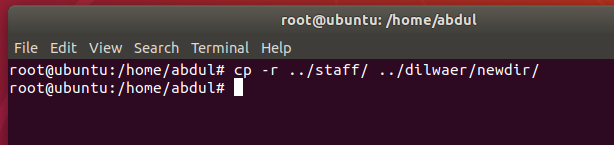 root@ubuntu: /home/abdul
File Edit View Search Terminal Help
root@ubuntu:/home/abdul# cp -r ../staff/ ../dilwaer/newdir/
root@ubuntu:/home/abdul#